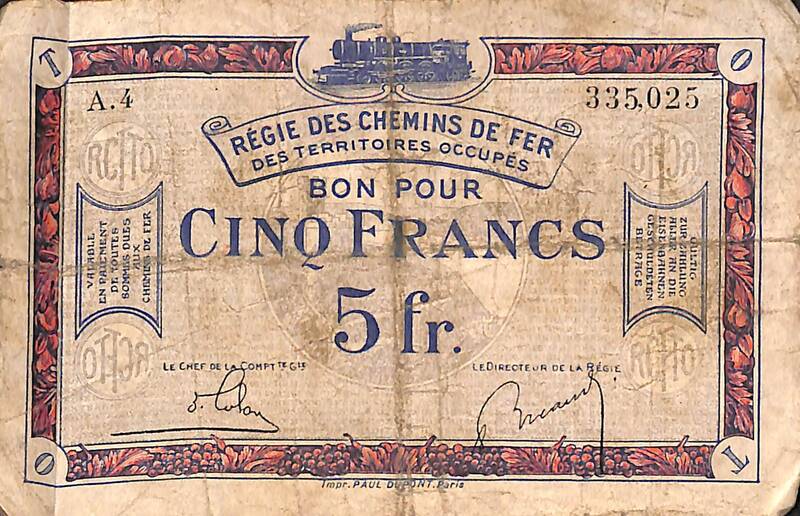 T
O
A.4
335,025
RÉGIE DES CHEMINS DE FER
DES TERRITOIRES OCCUPÉS
BON POUR
CINQ FRANCS
5 fr.
VALABLE
EN PAIEMENT
DE TOUTES
SOMMES DUES
AUX
CHEMINS DE FER
GÜLTIG
ZUR ZAHLUNG
ALLER AN DIE
EISENBAHNEN
GESCHULDETEN
BETRÄGE
LE CHEF DE LA COMPTTE GLE
LE DIRECTEUR DE LA RÉGIE
O
T
Impr. PAUL DUPONT. Paris